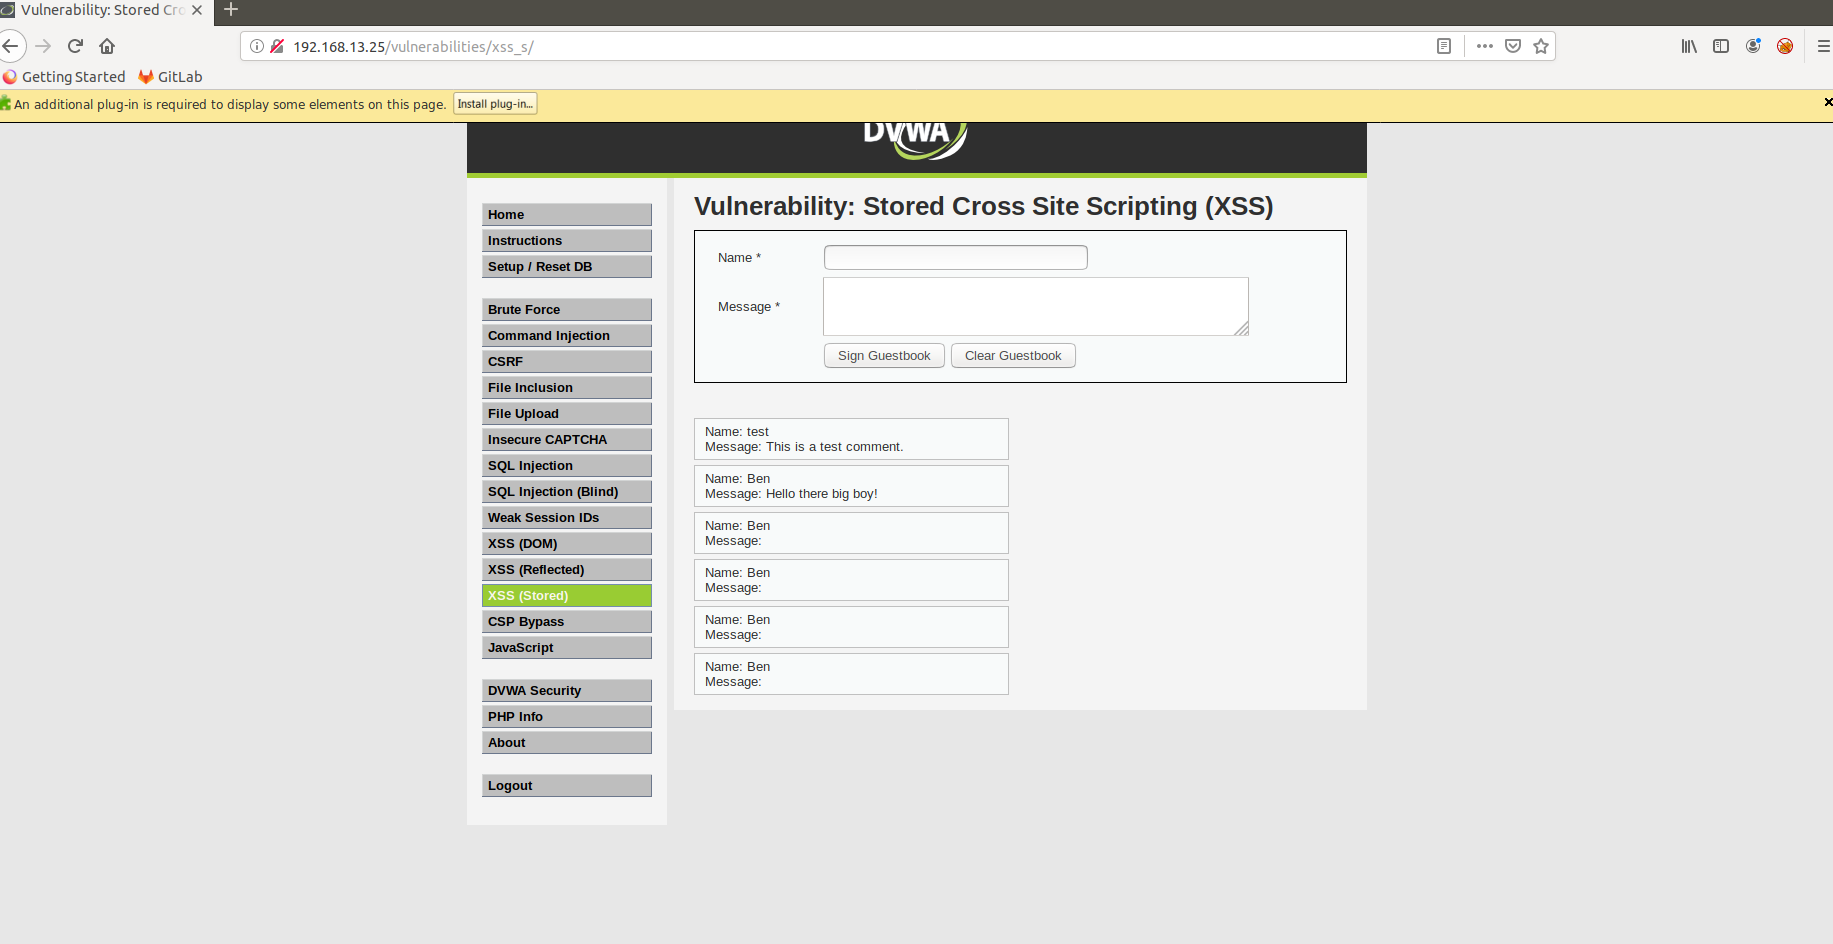 Vulnerability: Stored Cro
192.168.13.25/vulnerabilities/xss_s/
Getting Started GitLab
An additional plug-in is required to display some elements on this page. Install plug-in...
DVWA
Home
Instructions
Setup / Reset DB
Brute Force
Command Injection
CSRF
File Inclusion
File Upload
Insecure CAPTCHA
SQL Injection
SQL Injection (Blind)
Weak Session IDs
XSS (DOM)
XSS (Reflected)
XSS (Stored)
CSP Bypass
JavaScript
DVWA Security
PHP Info
About
Logout
Vulnerability: Stored Cross Site Scripting (XSS)
Name *
Message *
Sign Guestbook Clear Guestbook
Name: test
Message: This is a test comment.
Name: Ben
Message: Hello there big boy!
Name: Ben
Message:
Name: Ben
Message:
Name: Ben
Message:
Name: Ben
Message: